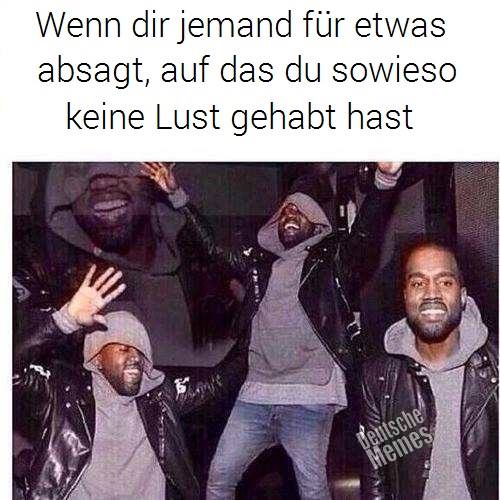 Wenn dir jemand für etwas
absagt, auf das du sowieso
keine Lust gehabt hast
Deutsche
Memes